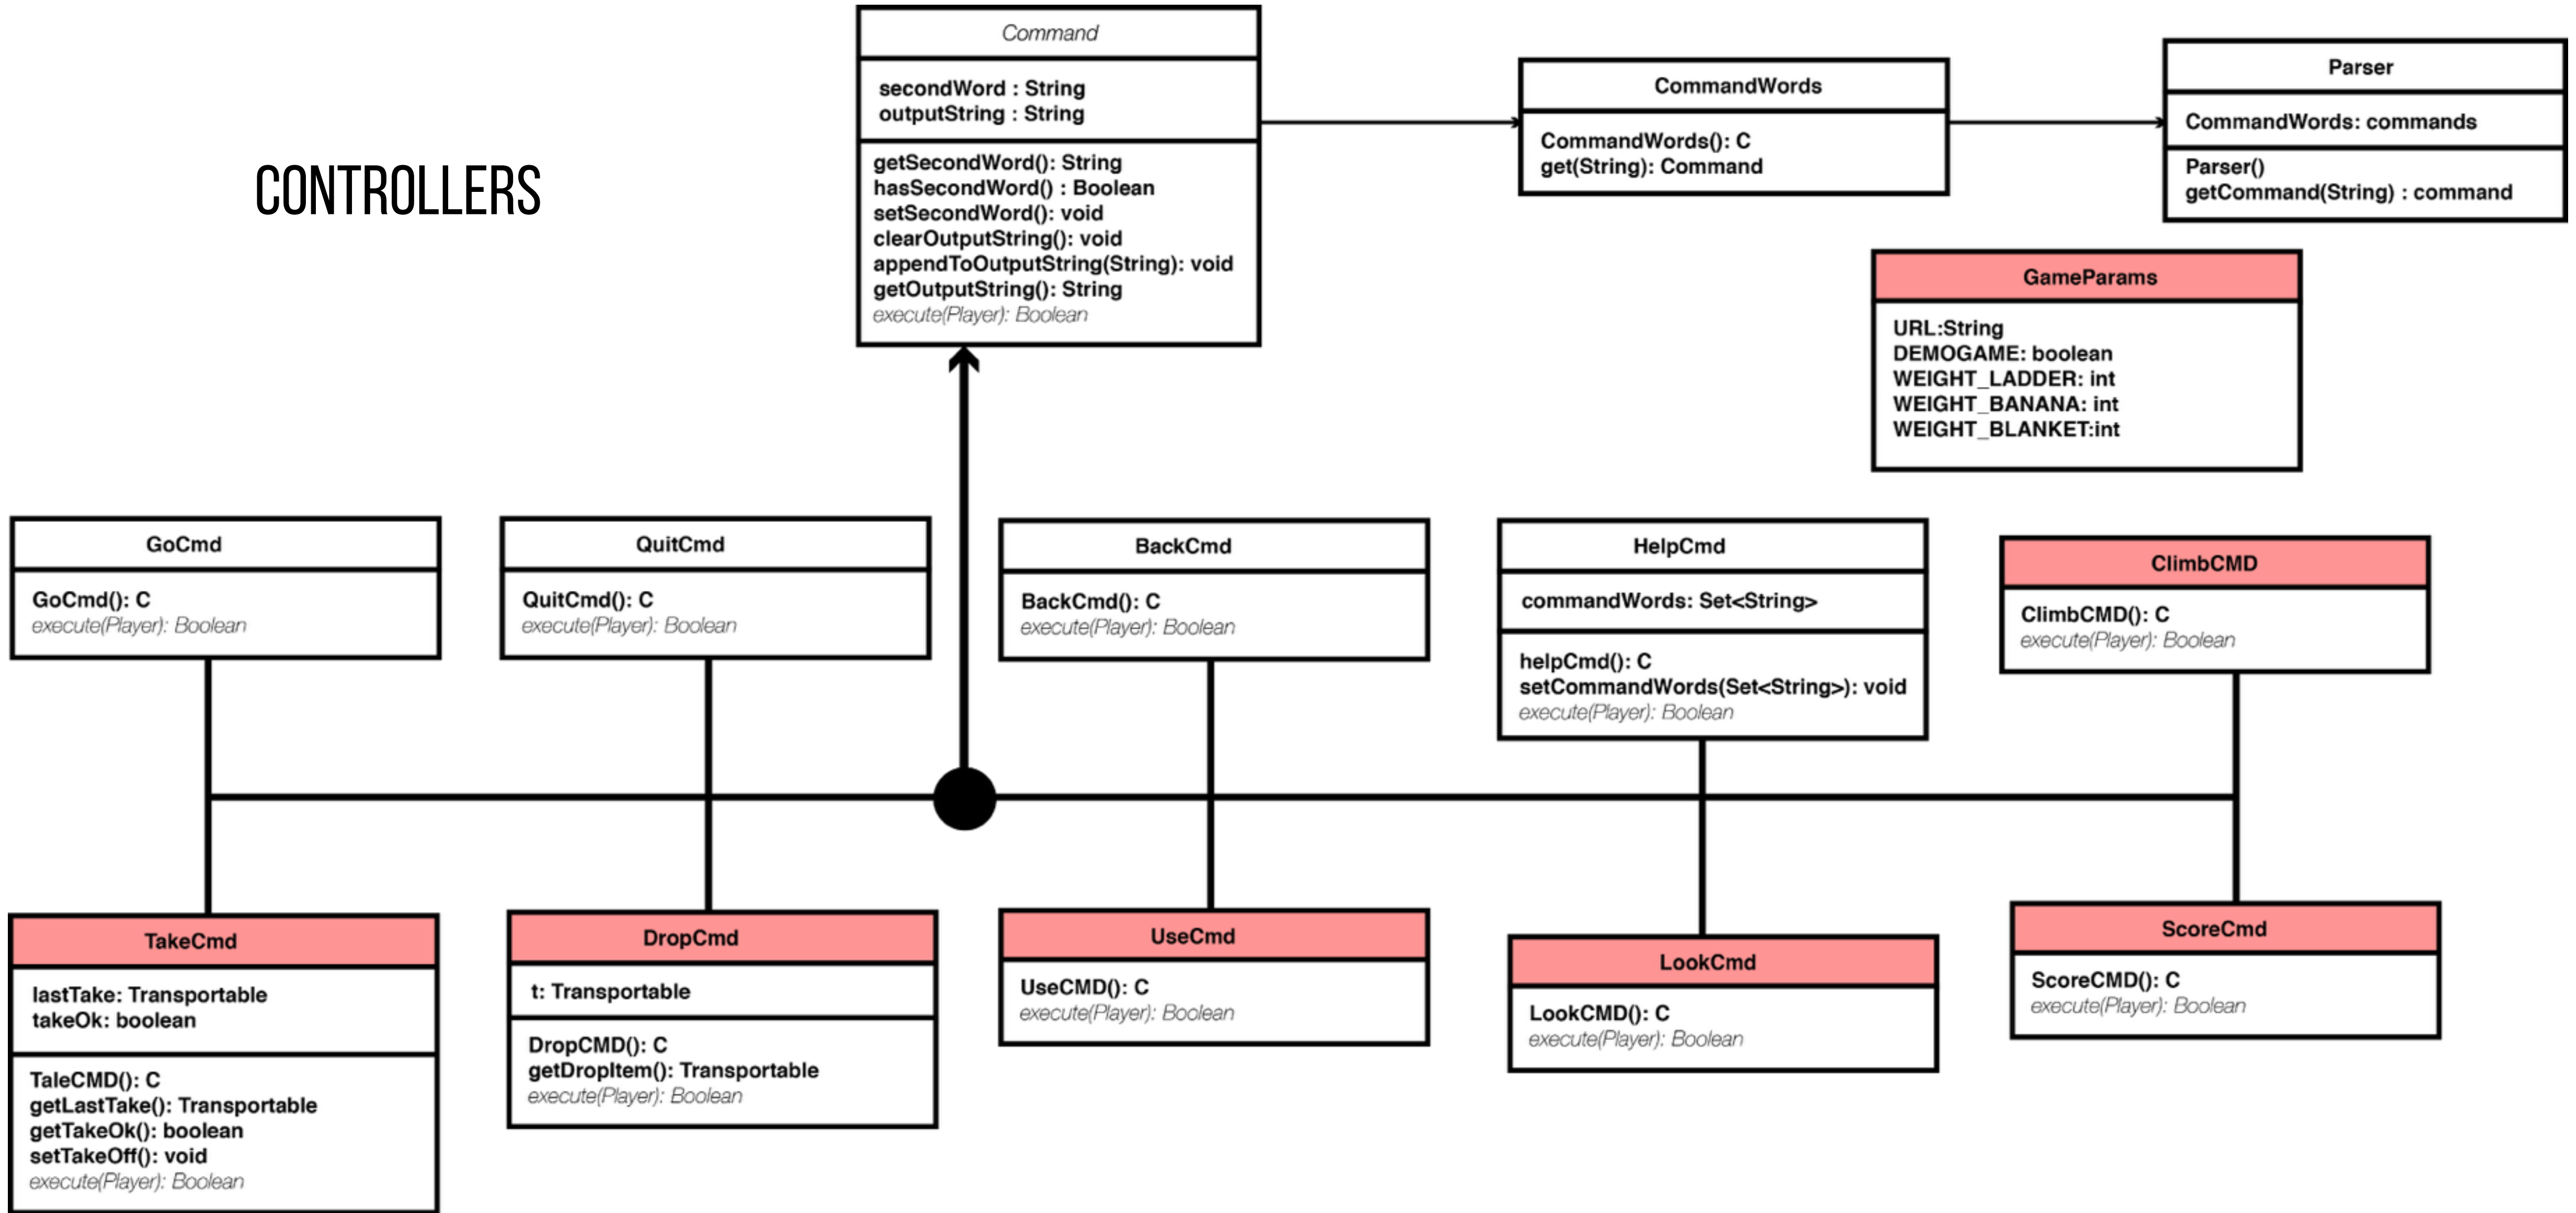 Command
secondWord : String
outputString : String
getSecondWord(): String
hasSecondWord() : Boolean
setSecondWord(): void
clearOutputString(): void
appendToOutputString(String): void
getOutputString(): String
execute(Player): Boolean
CommandWords
CommandWords(): C
get(String): Command
Parser
CommandWords: commands
Parser()
getCommand(String) : command
CONTROLLERS
GameParams
URL:String
DEMOGAME: boolean
WEIGHT_LADDER: int
WEIGHT_BANANA: int
WEIGHT_BLANKET:int
GoCmd
GoCmd(): C
execute(Player): Boolean
QuitCmd
QuitCmd(): C
execute(Player): Boolean
BackCmd
BackCmd(): C
execute(Player): Boolean
HelpCmd
commandWords: Set<String>
helpCmd(): C
setCommandWords(Set<String>): void
execute(Player): Boolean
ClimbCMD
ClimbCMD(): C
execute(Player): Boolean
TakeCmd
lastTake: Transportable
takeOk: boolean
TaleCMD(): C
getLastTake(): Transportable
getTakeOk(): boolean
setTakeOff(): void
execute(Player): Boolean
DropCmd
t: Transportable
DropCMD(): C
getDropItem(): Transportable
execute(Player): Boolean
UseCmd
UseCMD(): C
execute(Player): Boolean
LookCmd
LookCMD(): C
execute(Player): Boolean
ScoreCmd
ScoreCMD(): C
execute(Player): Boolean